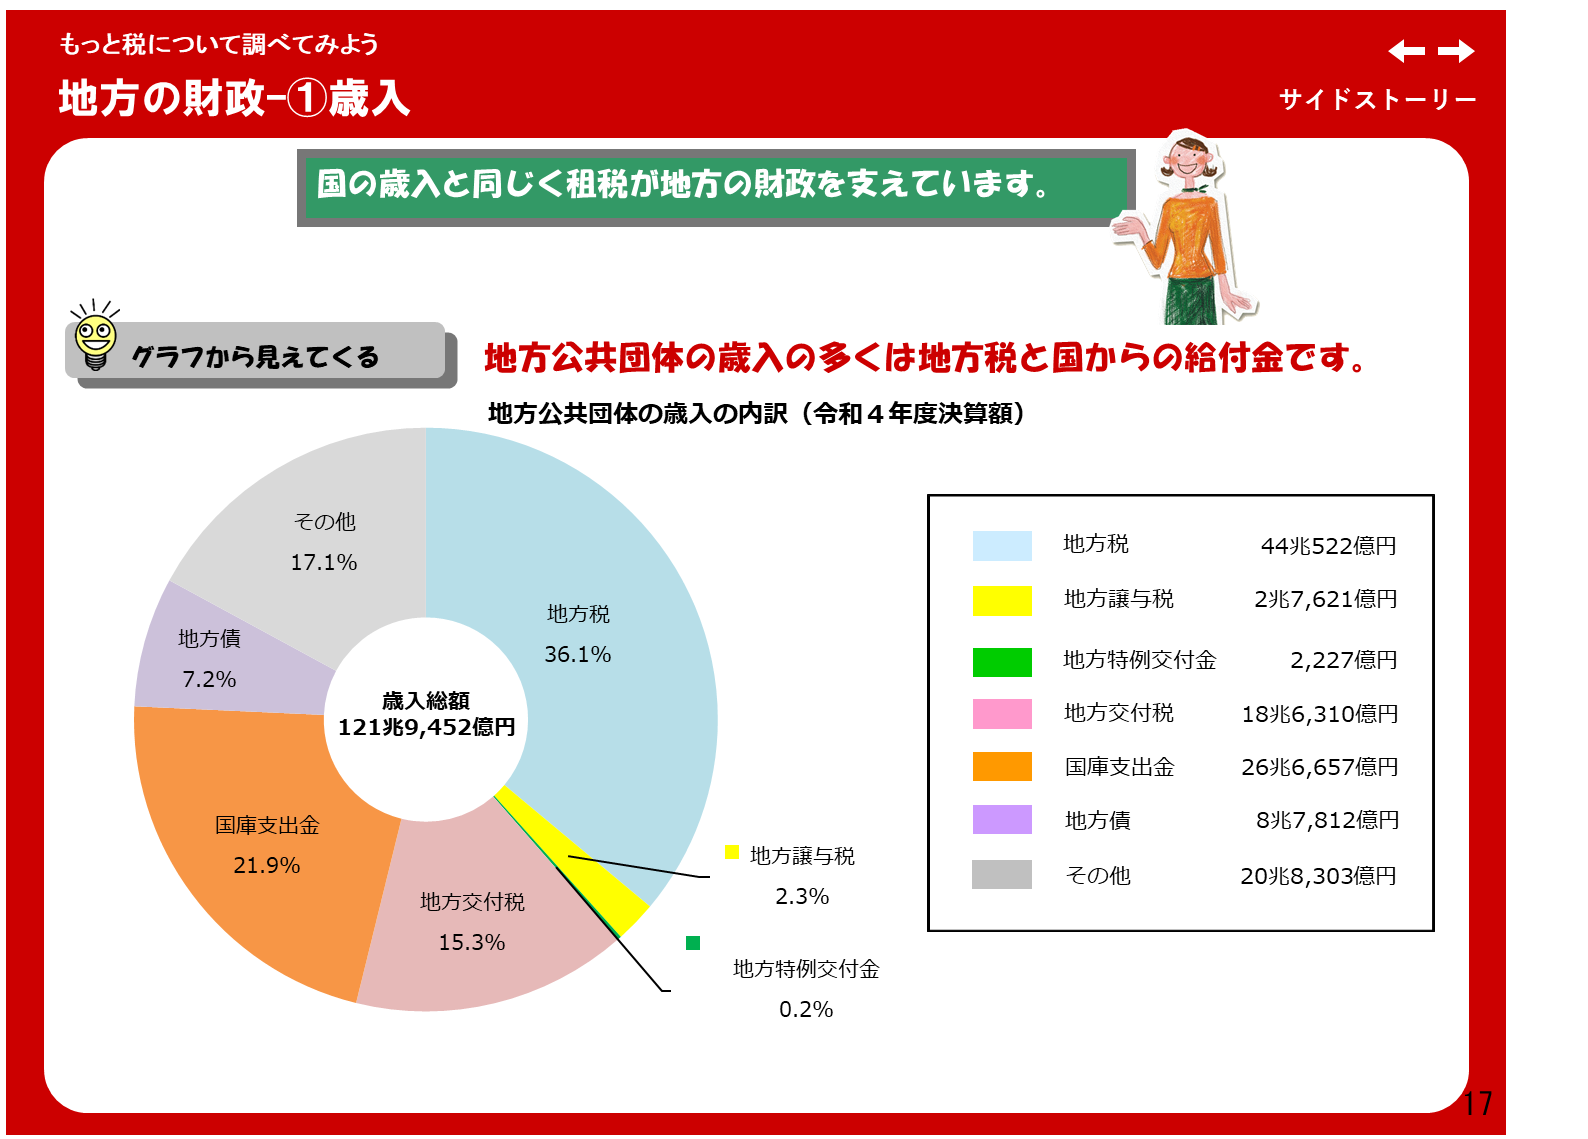 もっと税について調べてみよう
地方の財政-①歳入
サイドストーリー
国の歳入と同じく租税が地方の財政を支えています。
グラフから見えてくる
地方公共団体の歳入の多くは地方税と国からの給付金です。
地方公共団体の歳入の内訳（令和４年度決算額）
その他
17.1%
地方税
36.1%
地方債
7.2%
歳入総額
121兆9,452億円
国庫支出金
21.9%
地方交付税
15.3%
地方譲与税
2.3%
地方特例交付金
0.2%
地方税 44兆522億円
地方譲与税 2兆7,621億円
地方特例交付金 2,227億円
地方交付税 18兆6,310億円
国庫支出金 26兆6,657億円
地方債 8兆7,812億円
その他 20兆8,303億円
17